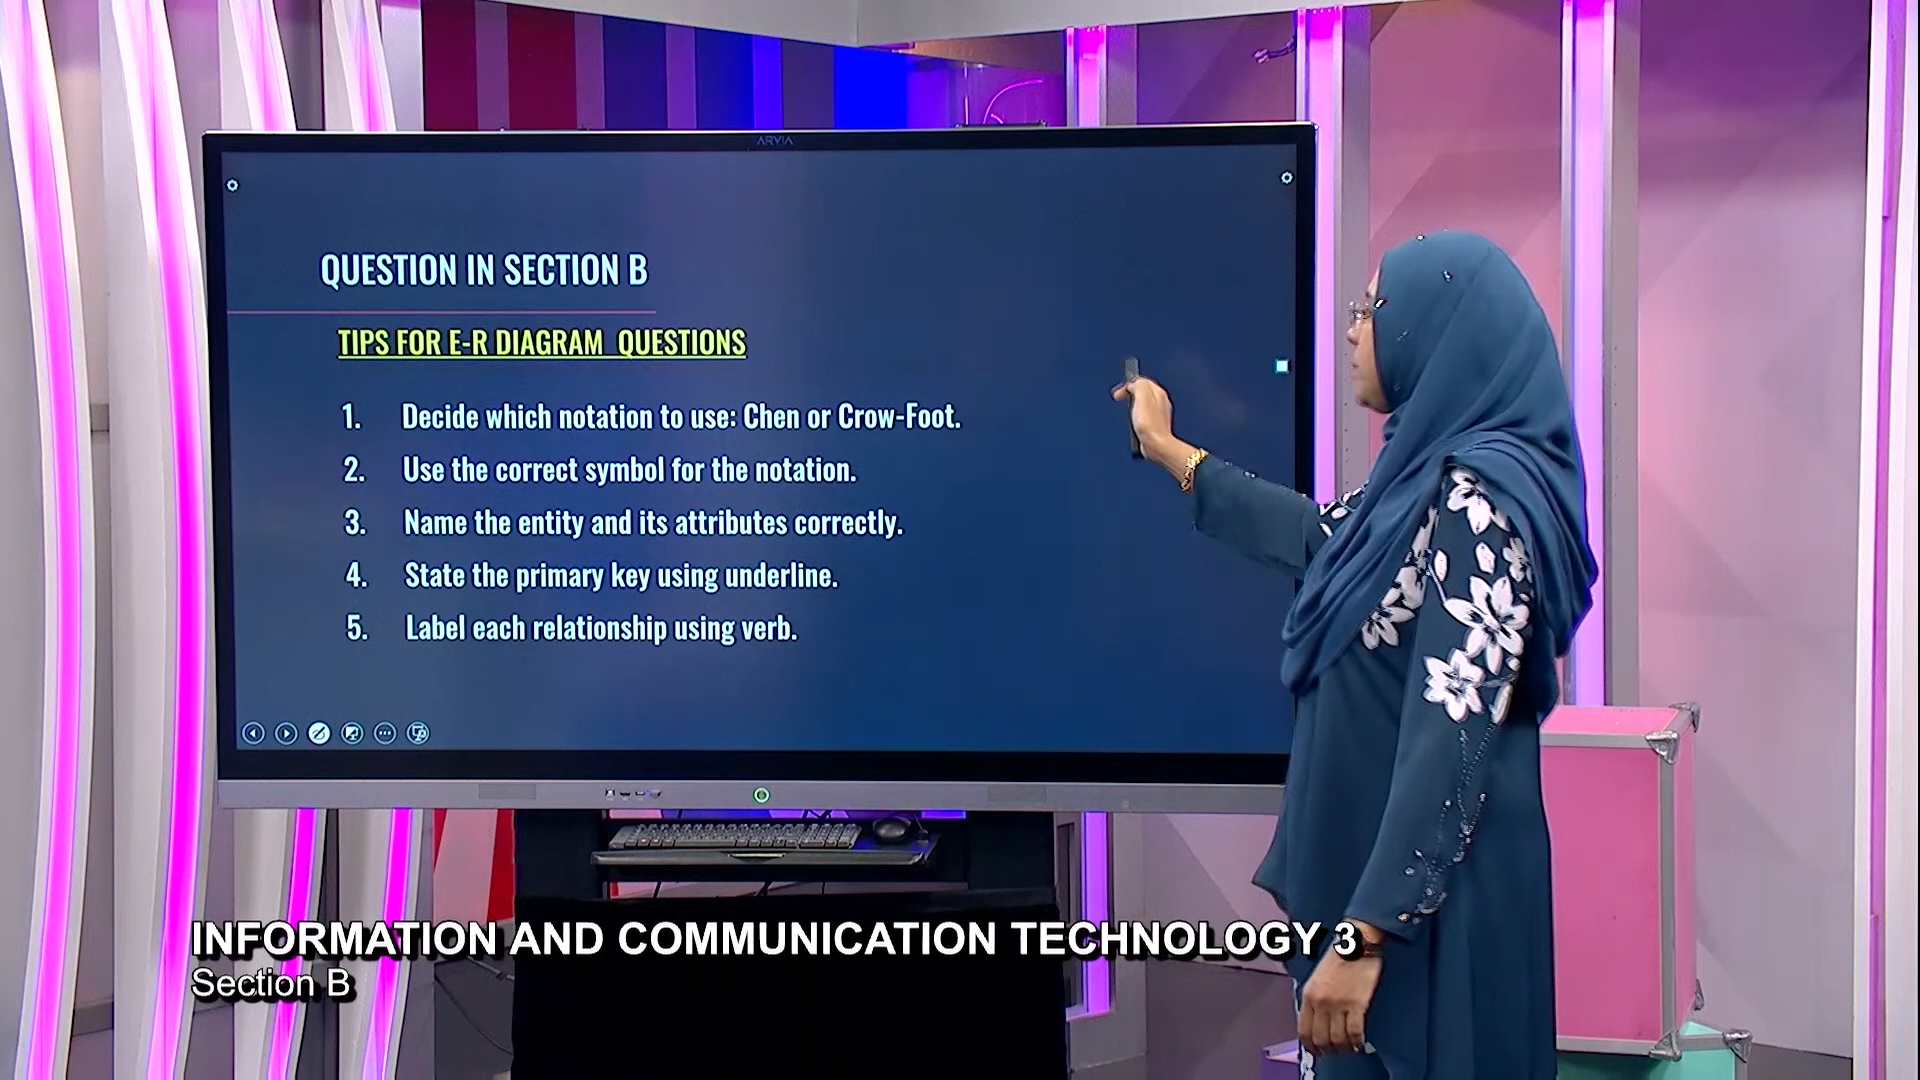 ARVIA
QUESTION IN SECTION B
TIPS FOR E-R DIAGRAM QUESTIONS
1. Decide which notation to use: Chen or Crow-Foot.
2. Use the correct symbol for the notation.
3. Name the entity and its attributes correctly.
4. State the primary key using underline.
5. Label each relationship using verb.
INFORMATION AND COMMUNICATION TECHNOLOGY 3
Section B